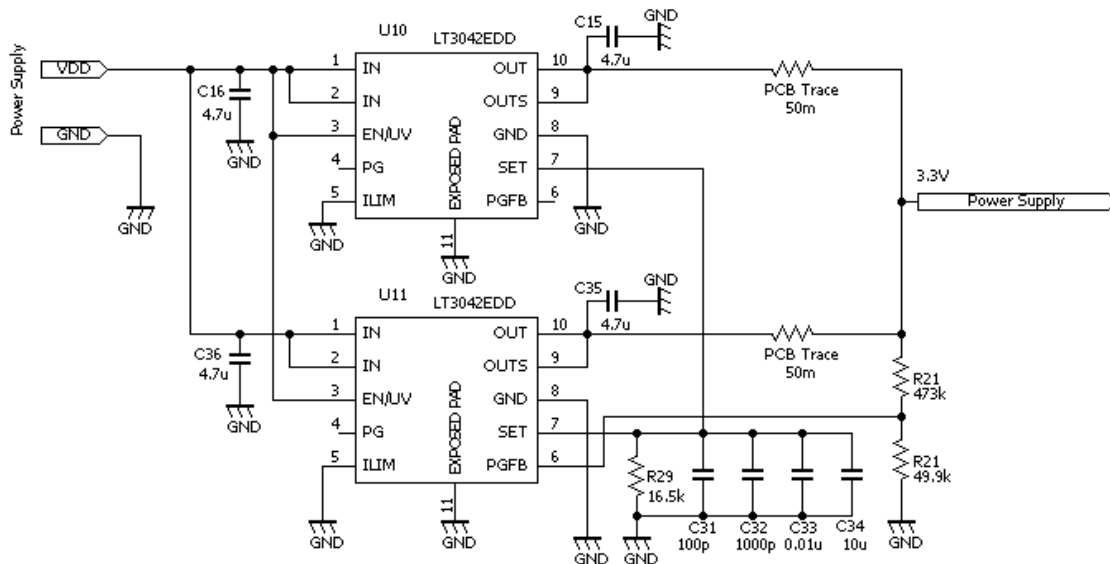 Power Supply
VDD
GND
GND
C16
4.7u
GND
U10
LT3042EDD
1 IN
2 IN
3 EN/UV
4 PG
5 ILIM
GND
EXPOSED PAD
11
GND
OUT 10
OUTS 9
GND 8
SET 7
PGFB 6
GND
C15
4.7u
GND
PCB Trace
50m
3.3V
Power Supply
C36
4.7u
GND
U11
LT3042EDD
1 IN
2 IN
3 EN/UV
4 PG
5 ILIM
GND
EXPOSED PAD
11
GND
OUT 10
OUTS 9
GND 8
SET 7
PGFB 6
GND
C35
4.7u
GND
PCB Trace
50m
R21
473k
R21
49.9k
GND
R29
16.5k
GND
C31
100p
C32
1000p
C33
0.01u
C34
10u